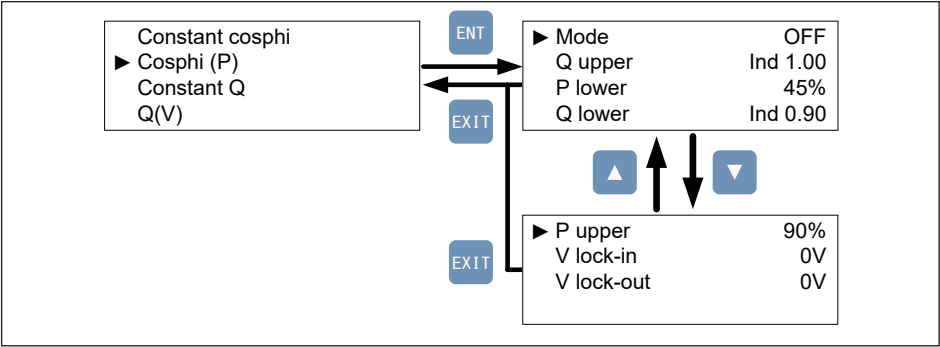 Constant cosphi
► Cosphi (P)
Constant Q
Q(V)
ENT
EXIT
► Mode OFF
Q upper Ind 1.00
P lower 45%
Q lower Ind 0.90
▲
▼
EXIT
► P upper 90%
V lock-in 0V
V lock-out 0V